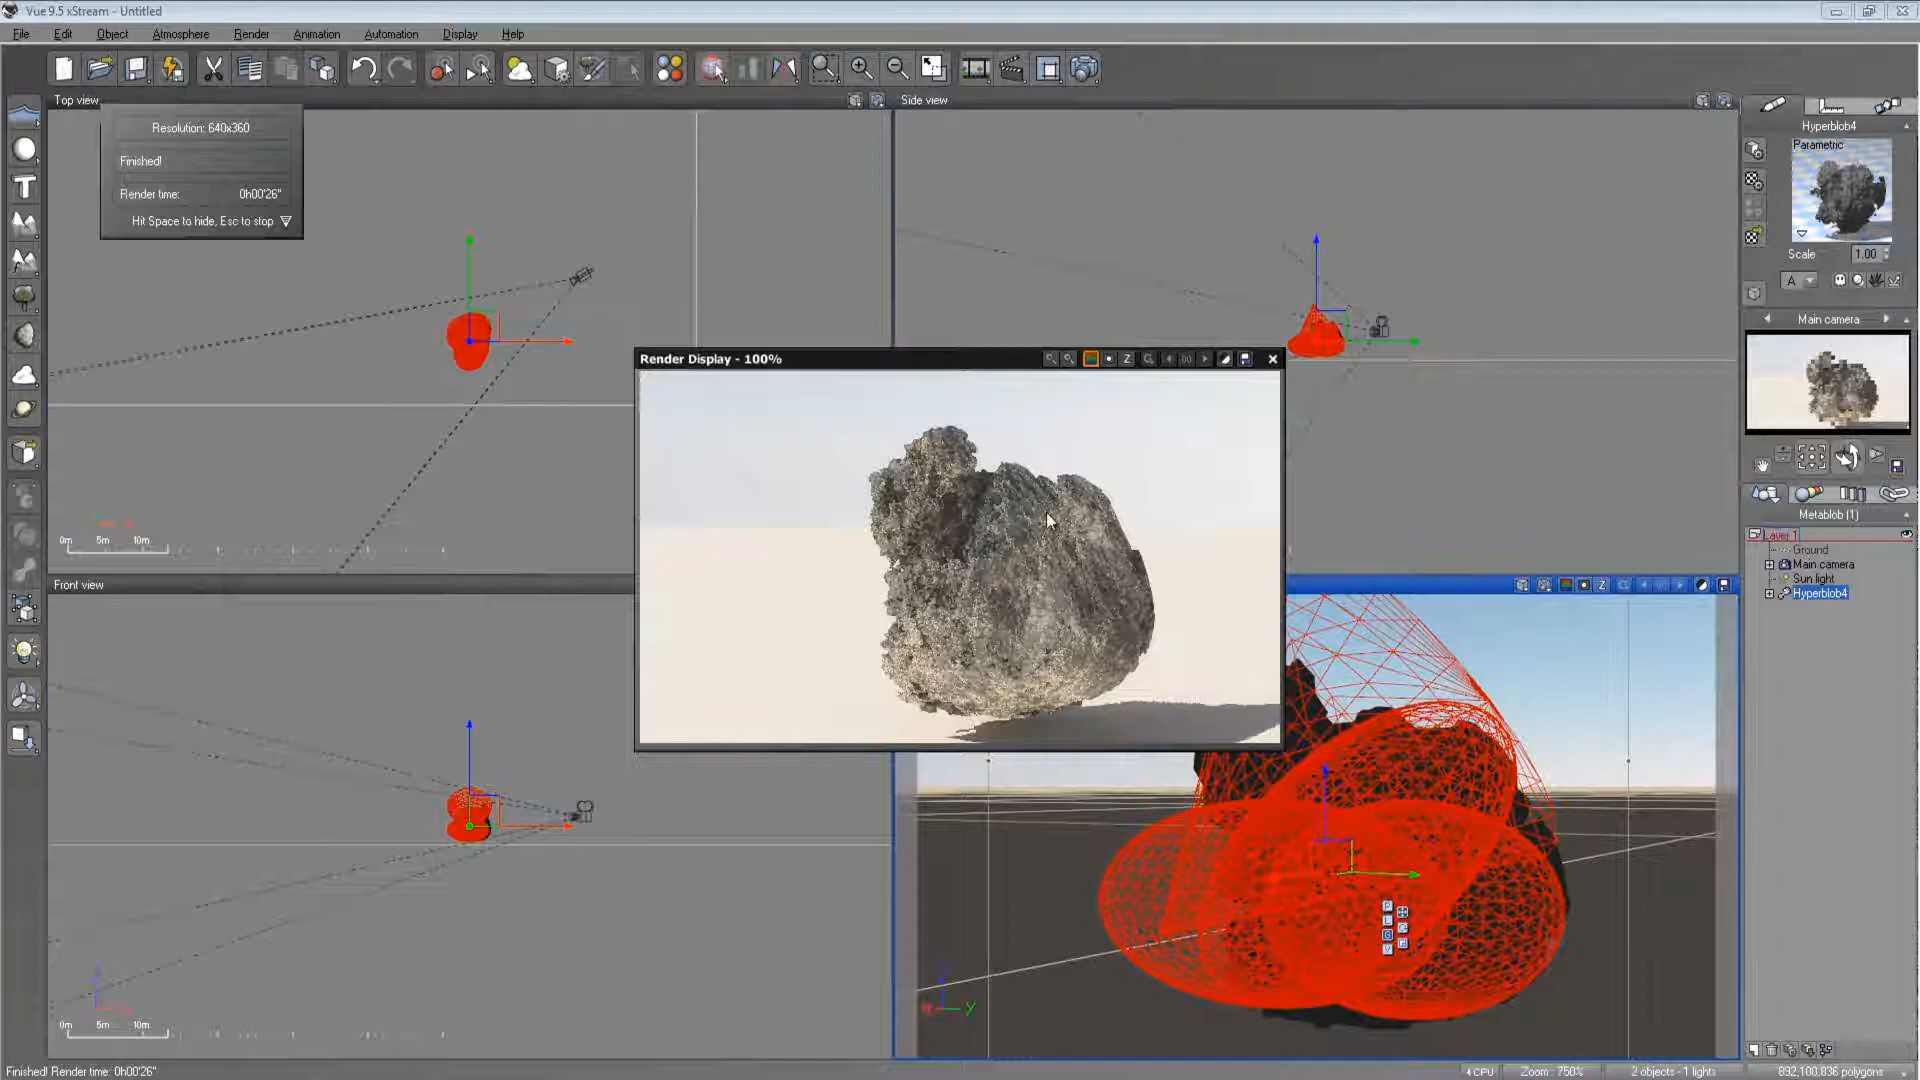 Vue 9.5 xStream - Untitled
File Edit Object Atmosphere Render Animation Automation Display Help
Top view
Side view
Resolution: 640x360
Finished!
Render time: 0h00'26"
Hit Space to hide, Esc to stop
0m 5m 10m
Render Display - 100%
Z
Front view
0m 5m 10m
Z
Y
Hyperblob4
Parametric
Scale 1.00
A
Main camera
Metablob (1)
Layer 1
Ground
Main camera
Sun light
Hyperblob4
Finished! Render time: 0h00'26"
4 CPU
Zoom : 750%
2 objects - 1 lights
892,100,836 polygons